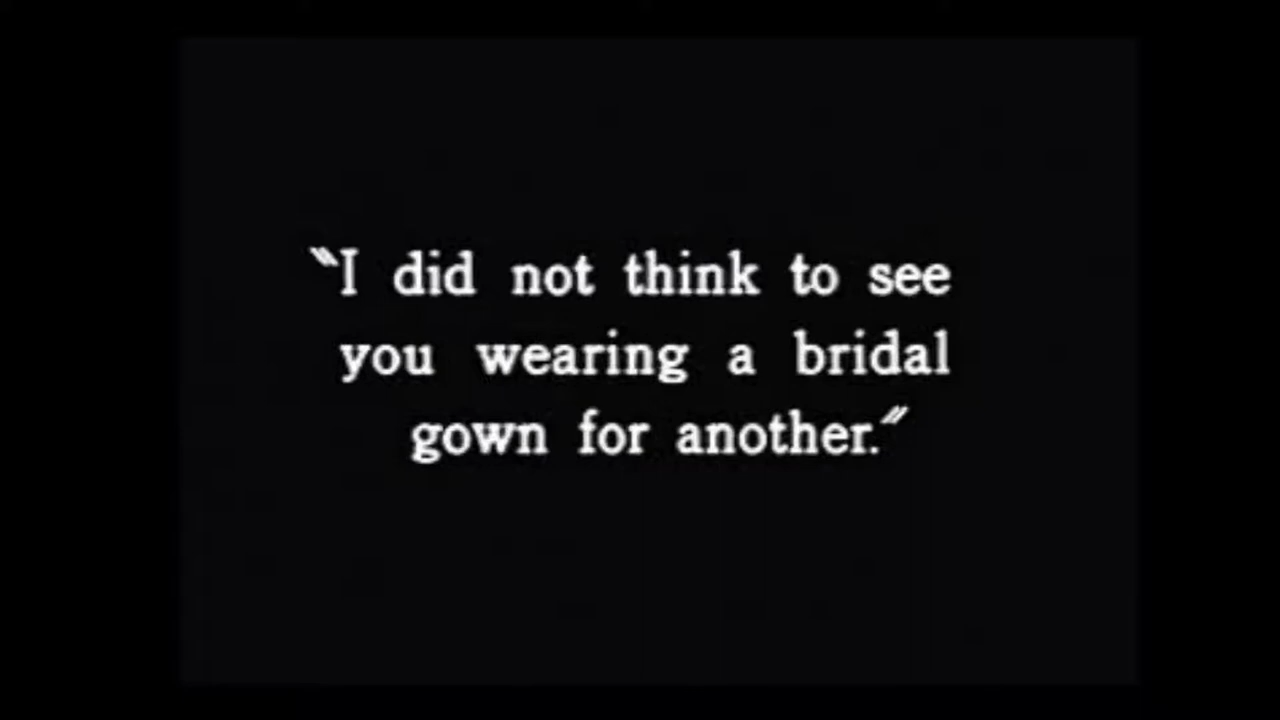 "I did not think to see
you wearing a bridal
gown for another."